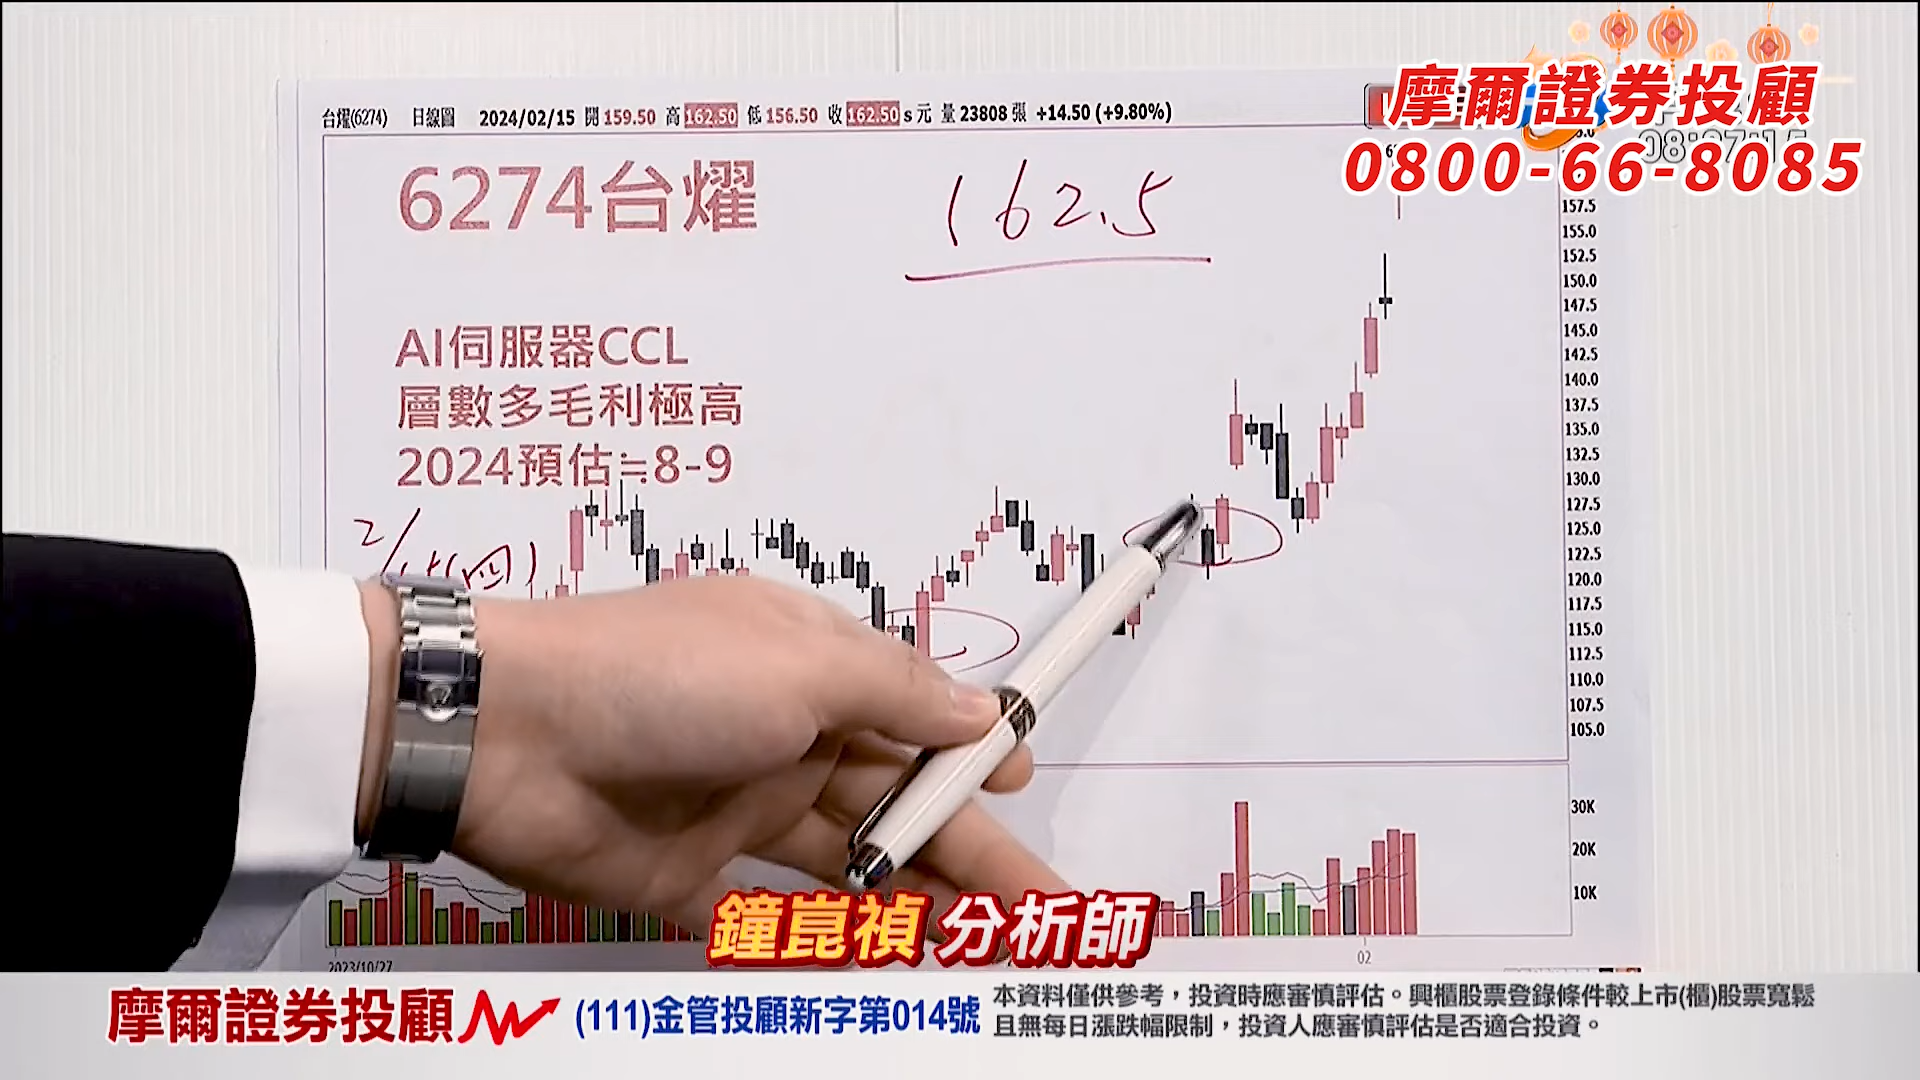 摩爾證券投顧
0800-66-8085
台燿(6274) 日線圖 2024/02/15 開 159.50 高 162.50 低 156.50 收 162.50 s 元 量 23808 張 +14.50 (+9.80%)
6274台燿
162.5
AI伺服器CCL
層數多毛利極高
2024預估≒8-9
2/15(四)
157.5
155.0
152.5
150.0
147.5
145.0
142.5
140.0
137.5
135.0
132.5
130.0
127.5
125.0
122.5
120.0
117.5
115.0
112.5
110.0
107.5
105.0
30K
20K
10K
2023/10/27
02
鐘崑禎 分析師
摩爾證券投顧 (111)金管投顧新字第014號
本資料僅供參考，投資時應審慎評估。興櫃股票登錄條件較上市(櫃)股票寬鬆
且無每日漲跌幅限制，投資人應審慎評估是否適合投資。